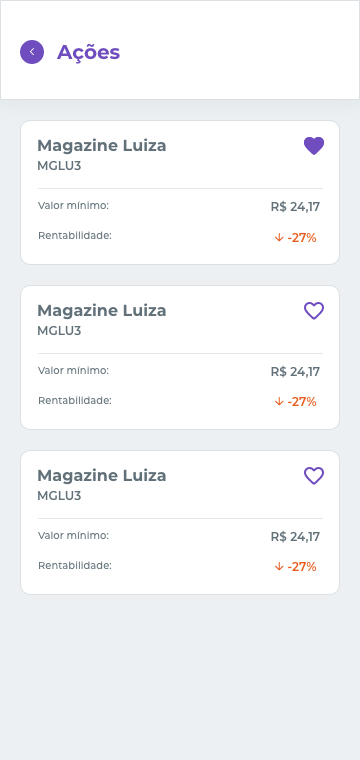 Ações
Magazine Luiza
MGLU3
Valor mínimo: R$ 24,17
Rentabilidade: ↓ -27%
Magazine Luiza
MGLU3
Valor mínimo: R$ 24,17
Rentabilidade: ↓ -27%
Magazine Luiza
MGLU3
Valor mínimo: R$ 24,17
Rentabilidade: ↓ -27%